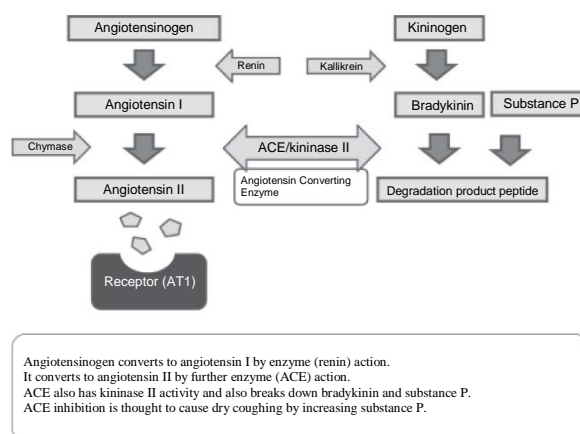 Angiotensinogen
Kininogen
Renin
Kallikrein
Angiotensin I
Bradykinin
Substance P
Chymase
ACE/kininase II
Angiotensin Converting
Enzyme
Angiotensin II
Degradation product peptide
Receptor (AT1)
Angiotensinogen converts to angiotensin I by enzyme (renin) action.
It converts to angiotensin II by further enzyme (ACE) action.
ACE also has kininase II activity and also breaks down bradykinin and substance P.
ACE inhibition is thought to cause dry coughing by increasing substance P.